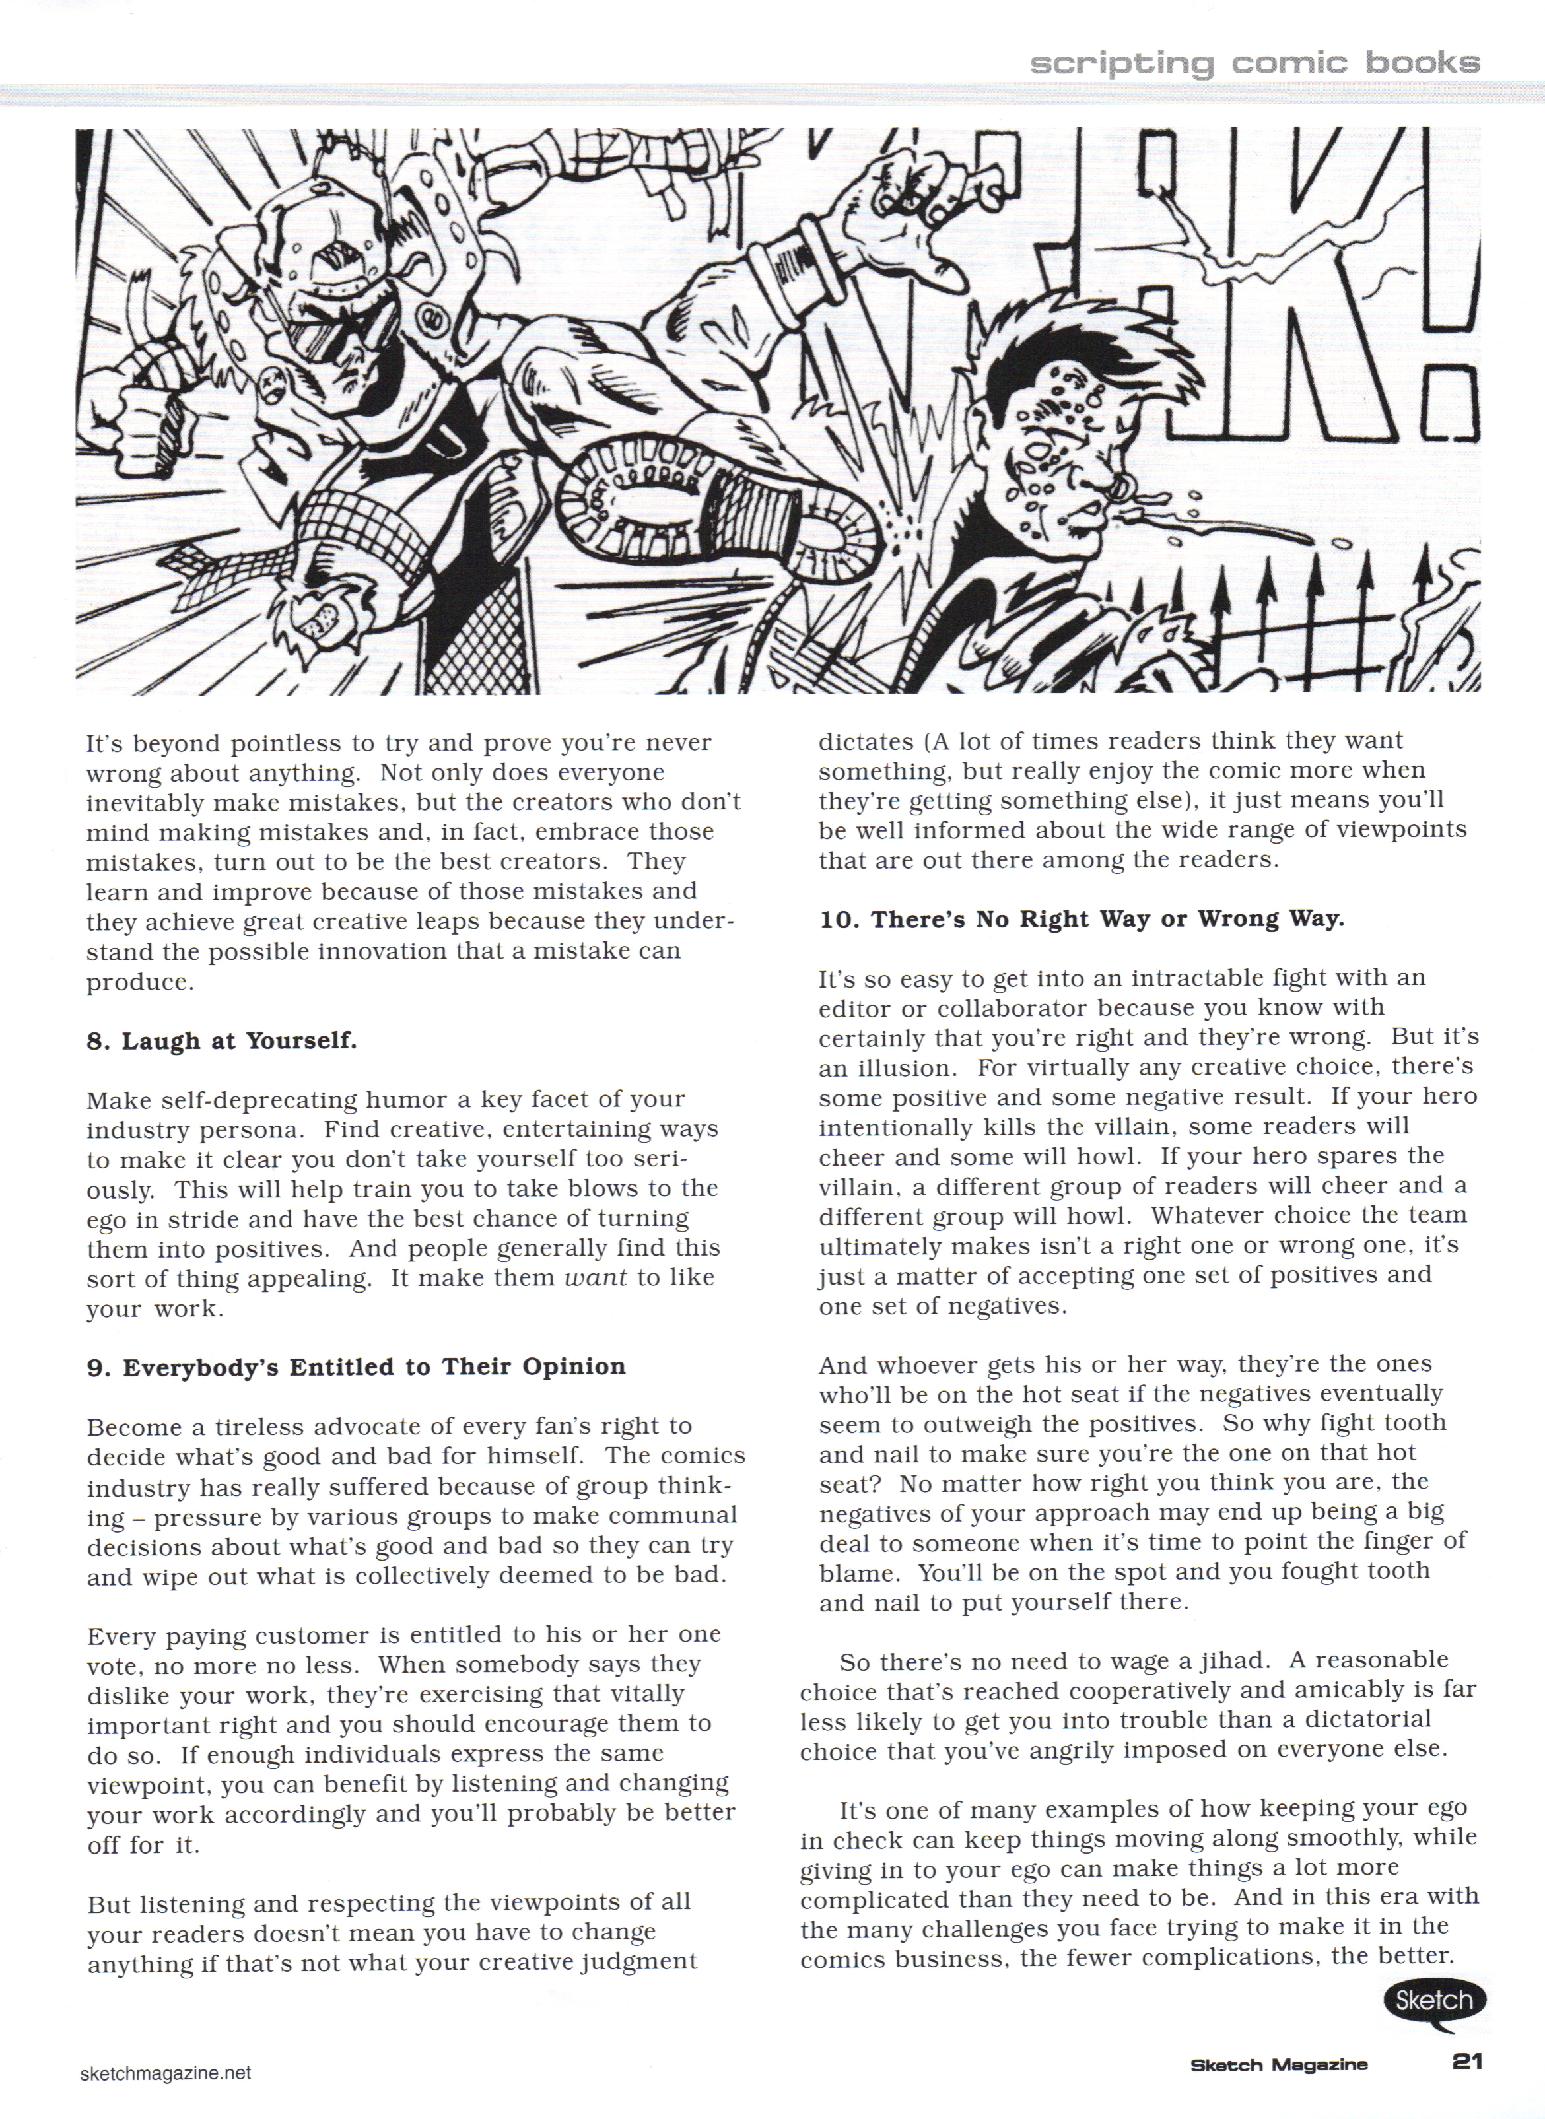 scripting comic books
It's beyond pointless to try and prove you're never
wrong about anything. Not only does everyone
inevitably make mistakes, but the creators who don't
mind making mistakes and, in fact, embrace those
mistakes, turn out to be the best creators. They
learn and improve because of those mistakes and
they achieve great creative leaps because they under-
stand the possible innovation that a mistake can
produce.
8. Laugh at Yourself.
Make self-deprecating humor a key facet of your
industry persona. Find creative, entertaining ways
to make it clear you don't take yourself too seri-
ously. This will help train you to take blows to the
ego in stride and have the best chance of turning
them into positives. And people generally find this
sort of thing appealing. It make them want to like
your work.
9. Everybody's Entitled to Their Opinion
Become a tireless advocate of every fan's right to
decide what's good and bad for himself. The comics
industry has really suffered because of group think-
ing – pressure by various groups to make communal
decisions about what's good and bad so they can try
and wipe out what is collectively deemed to be bad.
Every paying customer is entitled to his or her one
vote, no more no less. When somebody says they
dislike your work, they're exercising that vitally
important right and you should encourage them to
do so. If enough individuals express the same
viewpoint, you can benefit by listening and changing
your work accordingly and you'll probably be better
off for it.
But listening and respecting the viewpoints of all
your readers doesn't mean you have to change
anything if that's not what your creative judgment
dictates (A lot of times readers think they want
something, but really enjoy the comic more when
they're getting something else), it just means you'll
be well informed about the wide range of viewpoints
that are out there among the readers.
10. There's No Right Way or Wrong Way.
It's so easy to get into an intractable fight with an
editor or collaborator because you know with
certainly that you're right and they're wrong. But it's
an illusion. For virtually any creative choice, there's
some positive and some negative result. If your hero
intentionally kills the villain, some readers will
cheer and some will howl. If your hero spares the
villain, a different group of readers will cheer and a
different group will howl. Whatever choice the team
ultimately makes isn't a right one or wrong one, it's
just a matter of accepting one set of positives and
one set of negatives.
And whoever gets his or her way, they're the ones
who'll be on the hot seat if the negatives eventually
seem to outweigh the positives. So why fight tooth
and nail to make sure you're the one on that hot
seat? No matter how right you think you are, the
negatives of your approach may end up being a big
deal to someone when it's time to point the finger of
blame. You'll be on the spot and you fought tooth
and nail to put yourself there.
So there's no need to wage a jihad. A reasonable
choice that's reached cooperatively and amicably is far
less likely to get you into trouble than a dictatorial
choice that you've angrily imposed on everyone else.
It's one of many examples of how keeping your ego
in check can keep things moving along smoothly, while
giving in to your ego can make things a lot more
complicated than they need to be. And in this era with
the many challenges you face trying to make it in the
comics business, the fewer complications, the better.
Sketch
sketchmagazine.net
Sketch Magazine 21